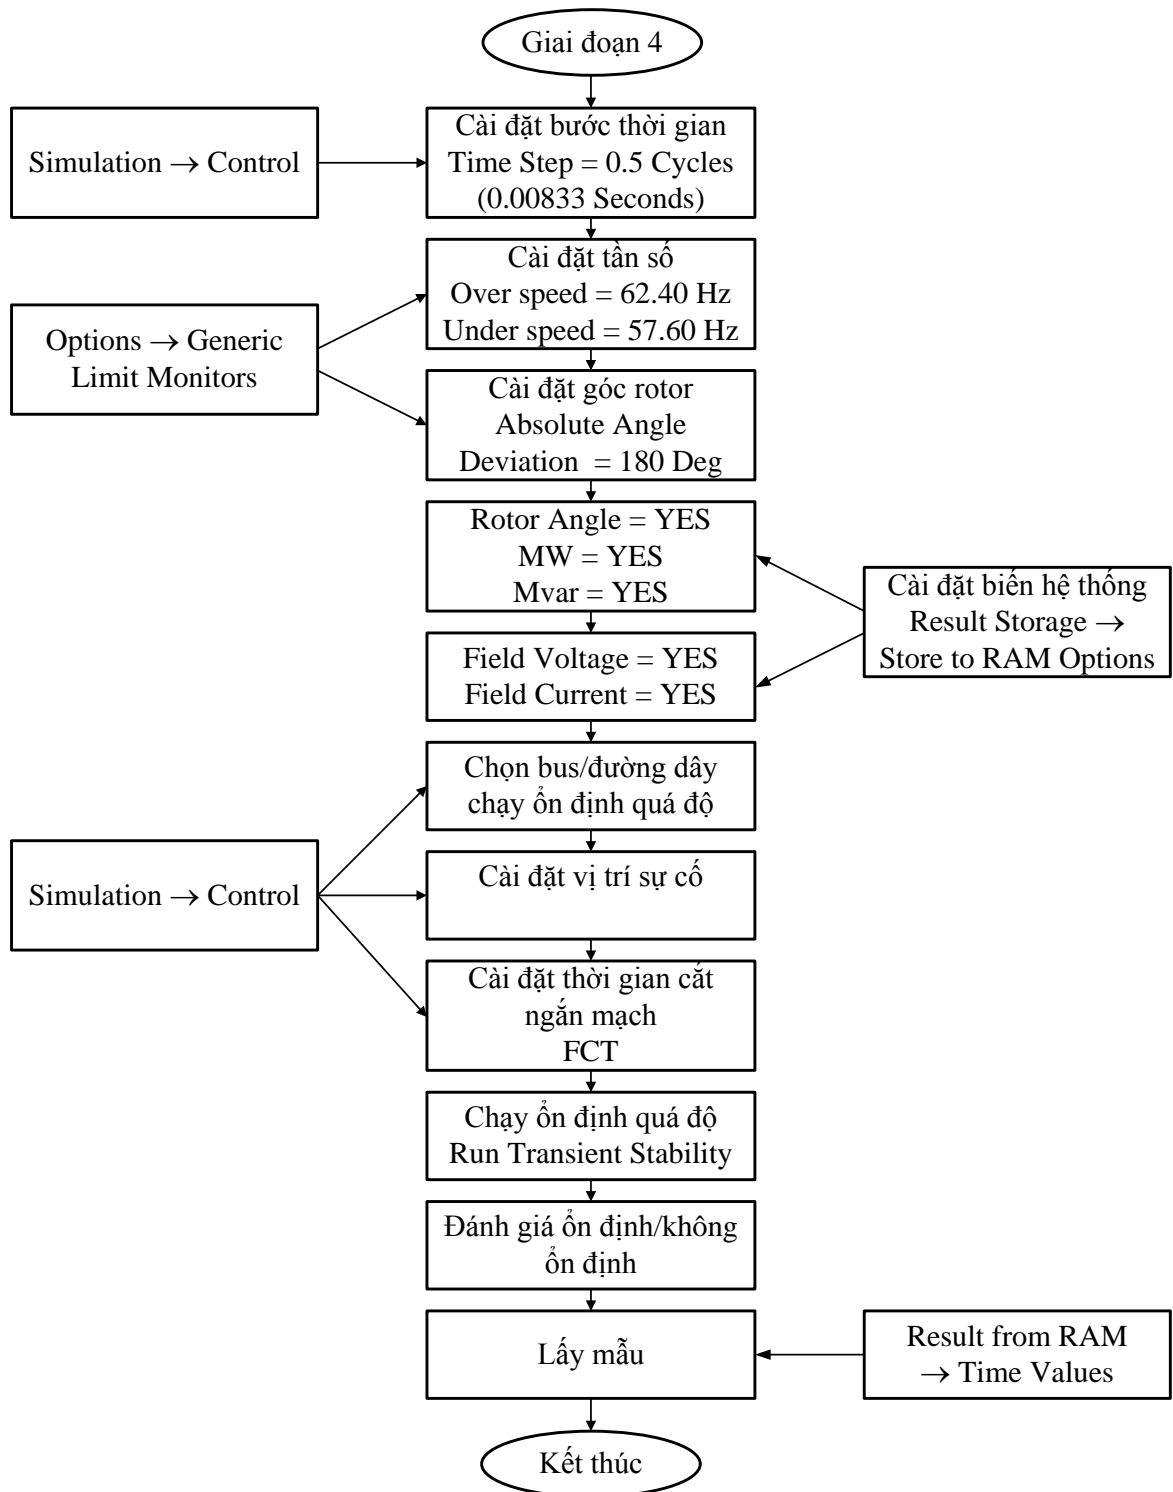 Giai đoạn 4
Cài đặt bước thời gian
Time Step = 0.5 Cycles
(0.00833 Seconds)
Simulation → Control
Cài đặt tần số
Over speed = 62.40 Hz
Under speed = 57.60 Hz
Options → Generic
Limit Monitors
Cài đặt góc rotor
Absolute Angle
Deviation = 180 Deg
Rotor Angle = YES
MW = YES
Mvar = YES
Cài đặt biến hệ thống
Result Storage →
Store to RAM Options
Field Voltage = YES
Field Current = YES
Chọn bus/đường dây
chạy ổn định quá độ
Simulation → Control
Cài đặt vị trí sự cố
Cài đặt thời gian cắt
ngắn mạch
FCT
Chạy ổn định quá độ
Run Transient Stability
Đánh giá ổn định/không
ổn định
Lấy mẫu
Result from RAM
→ Time Values
Kết thúc